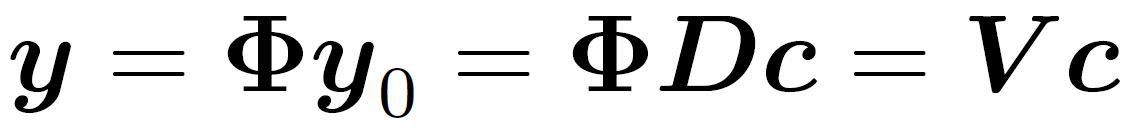 y = Φy₀ = ΦDc = Vc